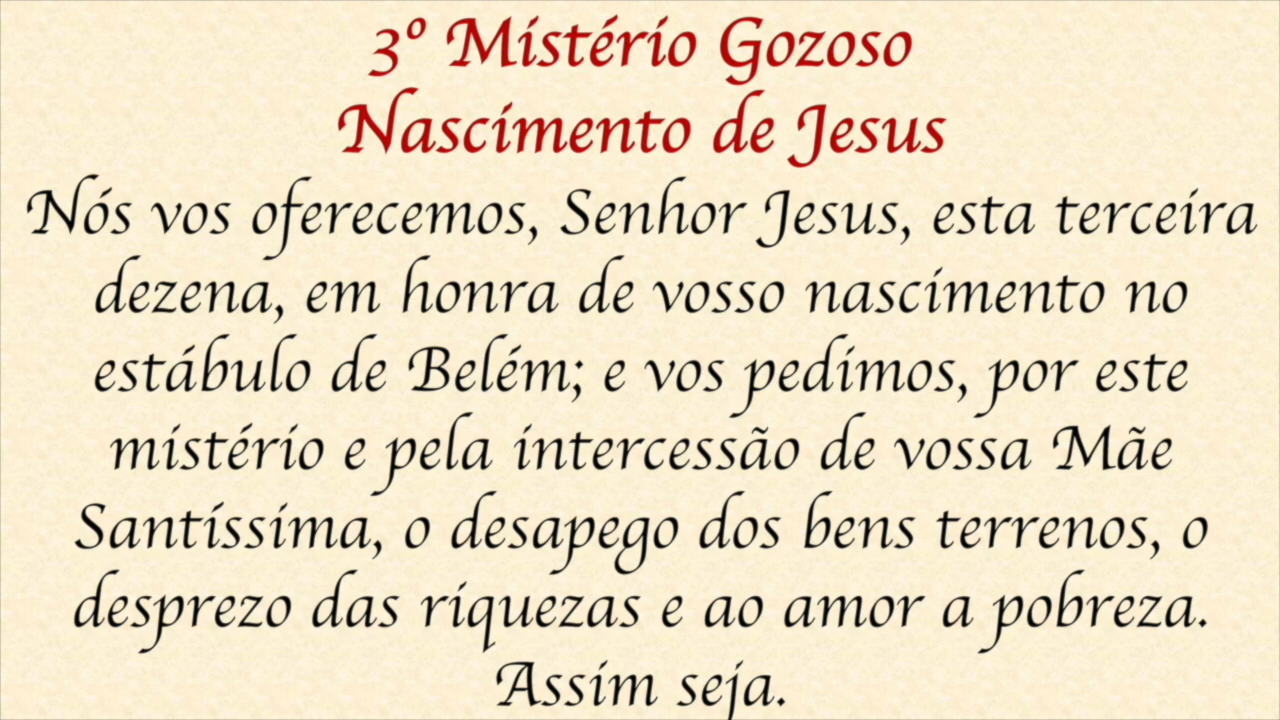 3º Mistério Gozoso
Nascimento de Jesus
Nós vos oferecemos, Senhor Jesus, esta terceira
dezena, em honra de vosso nascimento no
estábulo de Belém; e vos pedimos, por este
mistério e pela intercessão de vossa Mãe
Santíssima, o desapego dos bens terrenos, o
desprezo das riquezas e ao amor a pobreza.
Assim seja.